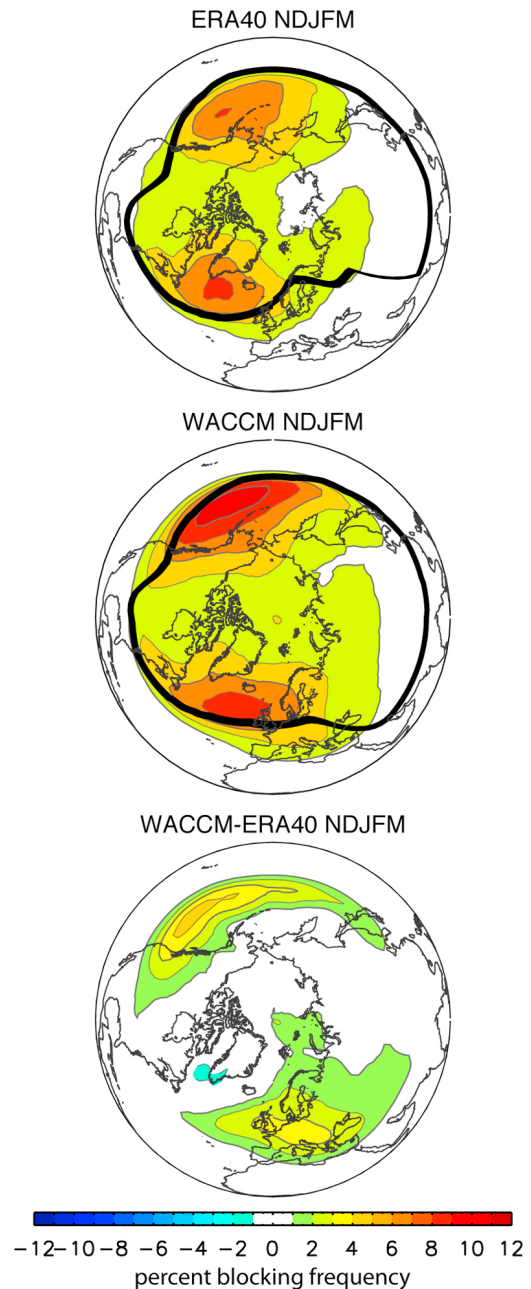 ERA40 NDJFM
WACCM NDJFM
WACCM-ERA40 NDJFM
−12−10 −8 −6 −4 −2 0 2 4 6 8 10 12
percent blocking frequency